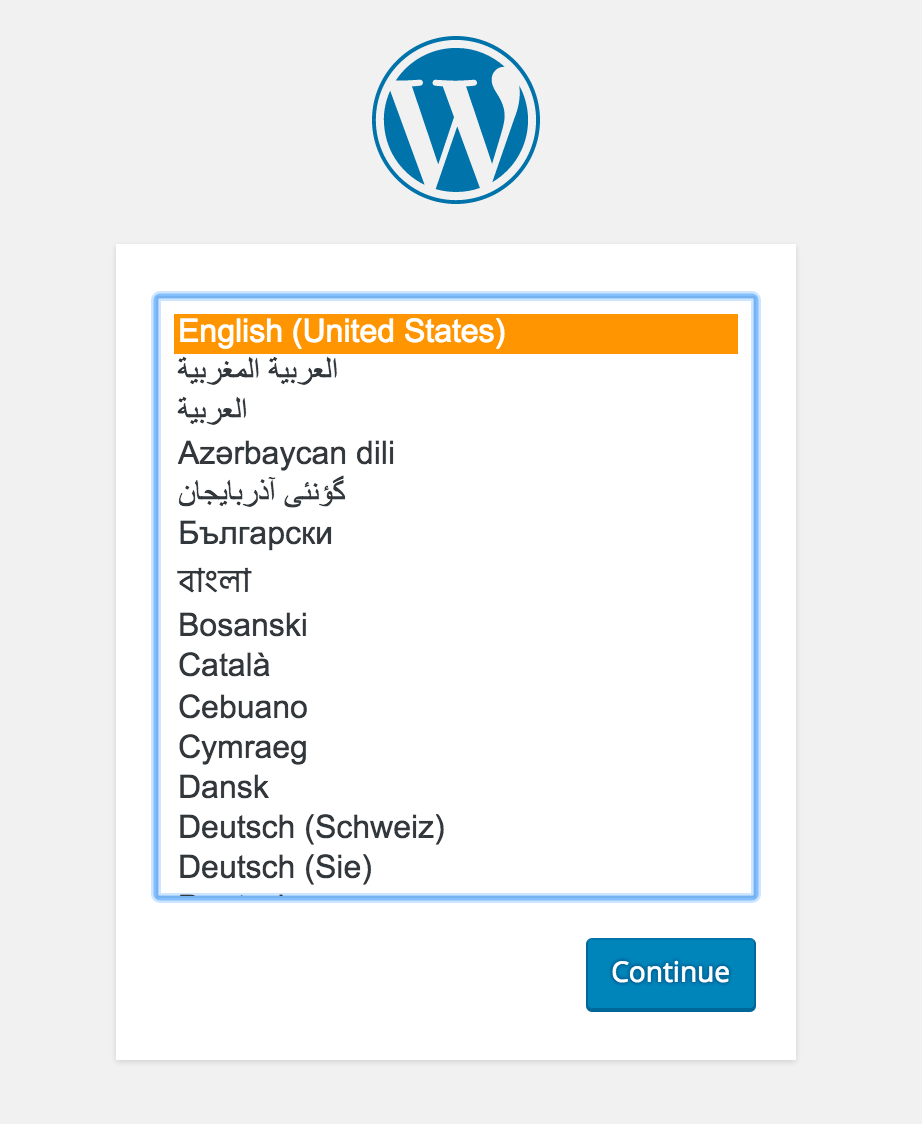 English (United States)
العربية المغربية
العربية
Azərbaycan dili
گؤنئی آذربایجان
Български
বাংলা
Bosanski
Català
Cebuano
Cymraeg
Dansk
Deutsch (Schweiz)
Deutsch (Sie)
Continue